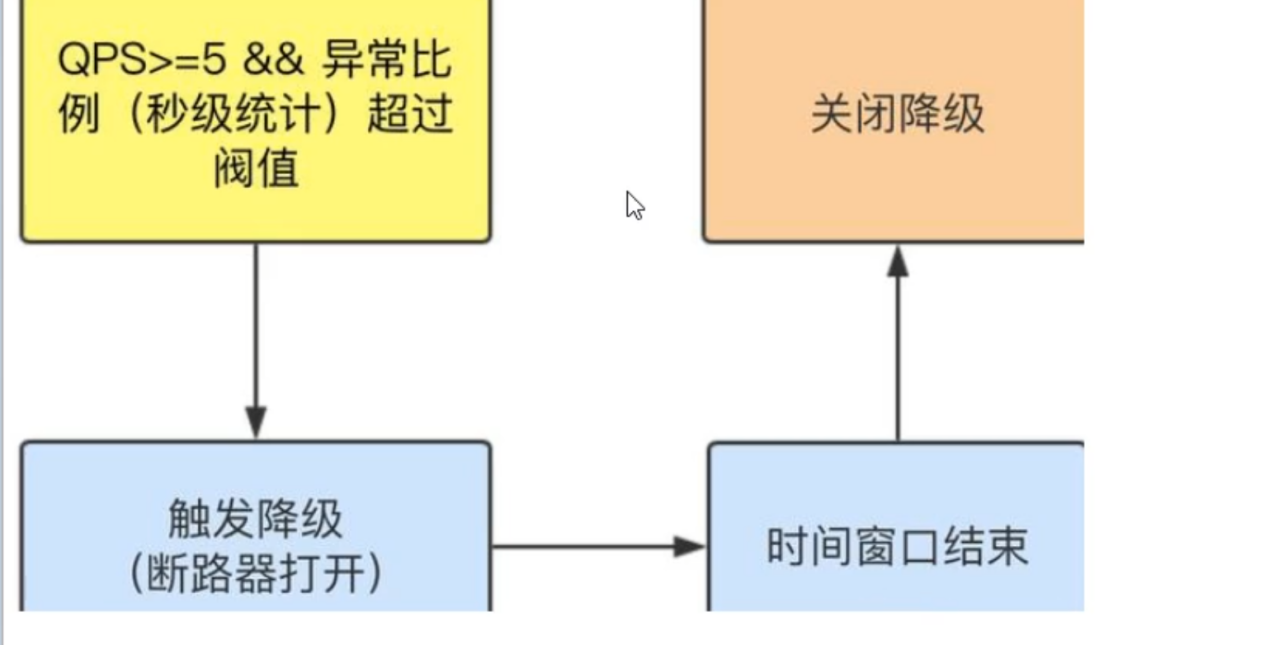 QPS>=5 && 异常比
例（秒级统计）超过
阀值
关闭降级
触发降级
(断路器打开)
时间窗口结束